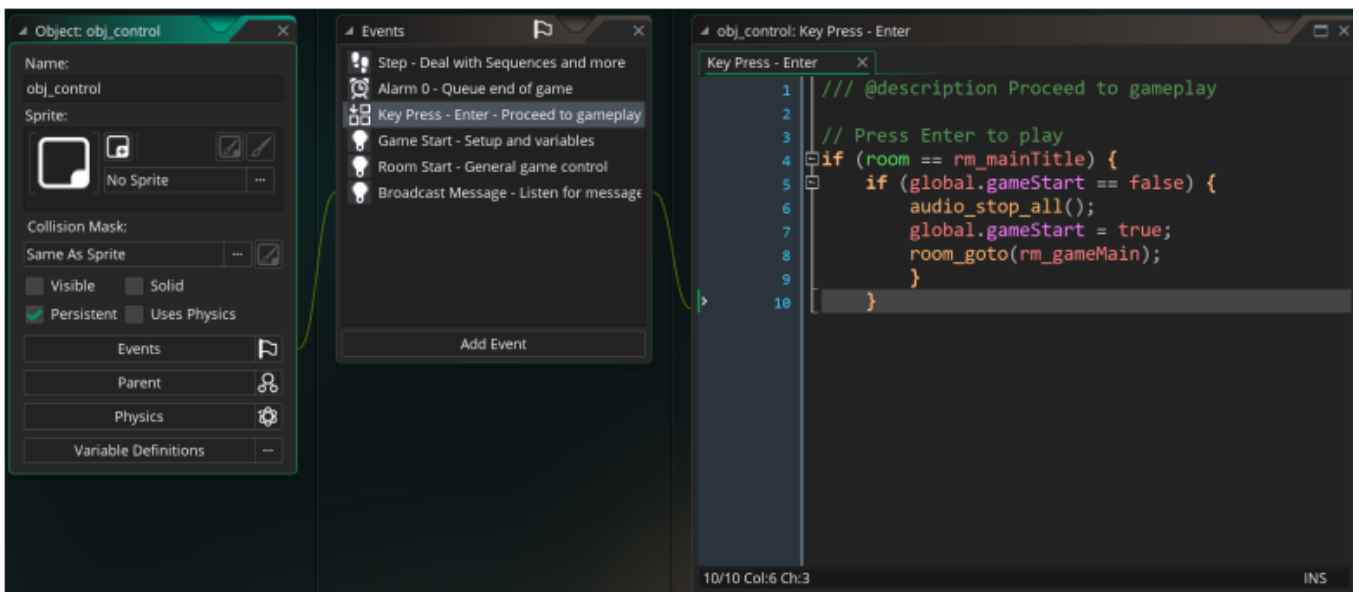 Object: obj_control
Name:
obj_control
Sprite:
No Sprite
Collision Mask:
Same As Sprite
Visible
Solid
Persistent
Uses Physics
Events
Parent
Physics
Variable Definitions
Events
Step - Deal with Sequences and more
Alarm 0 - Queue end of game
Key Press - Enter - Proceed to gameplay
Game Start - Setup and variables
Room Start - General game control
Broadcast Message - Listen for message
Add Event
obj_control: Key Press - Enter
Key Press - Enter
1 /// @description Proceed to gameplay
2
3 // Press Enter to play
4 if (room == rm_mainTitle) {
5 if (global.gameStart == false) {
6 audio_stop_all();
7 global.gameStart = true;
8 room_goto(rm_gameMain);
9 }
10 }
10/10 Col:6 Ch:3
INS